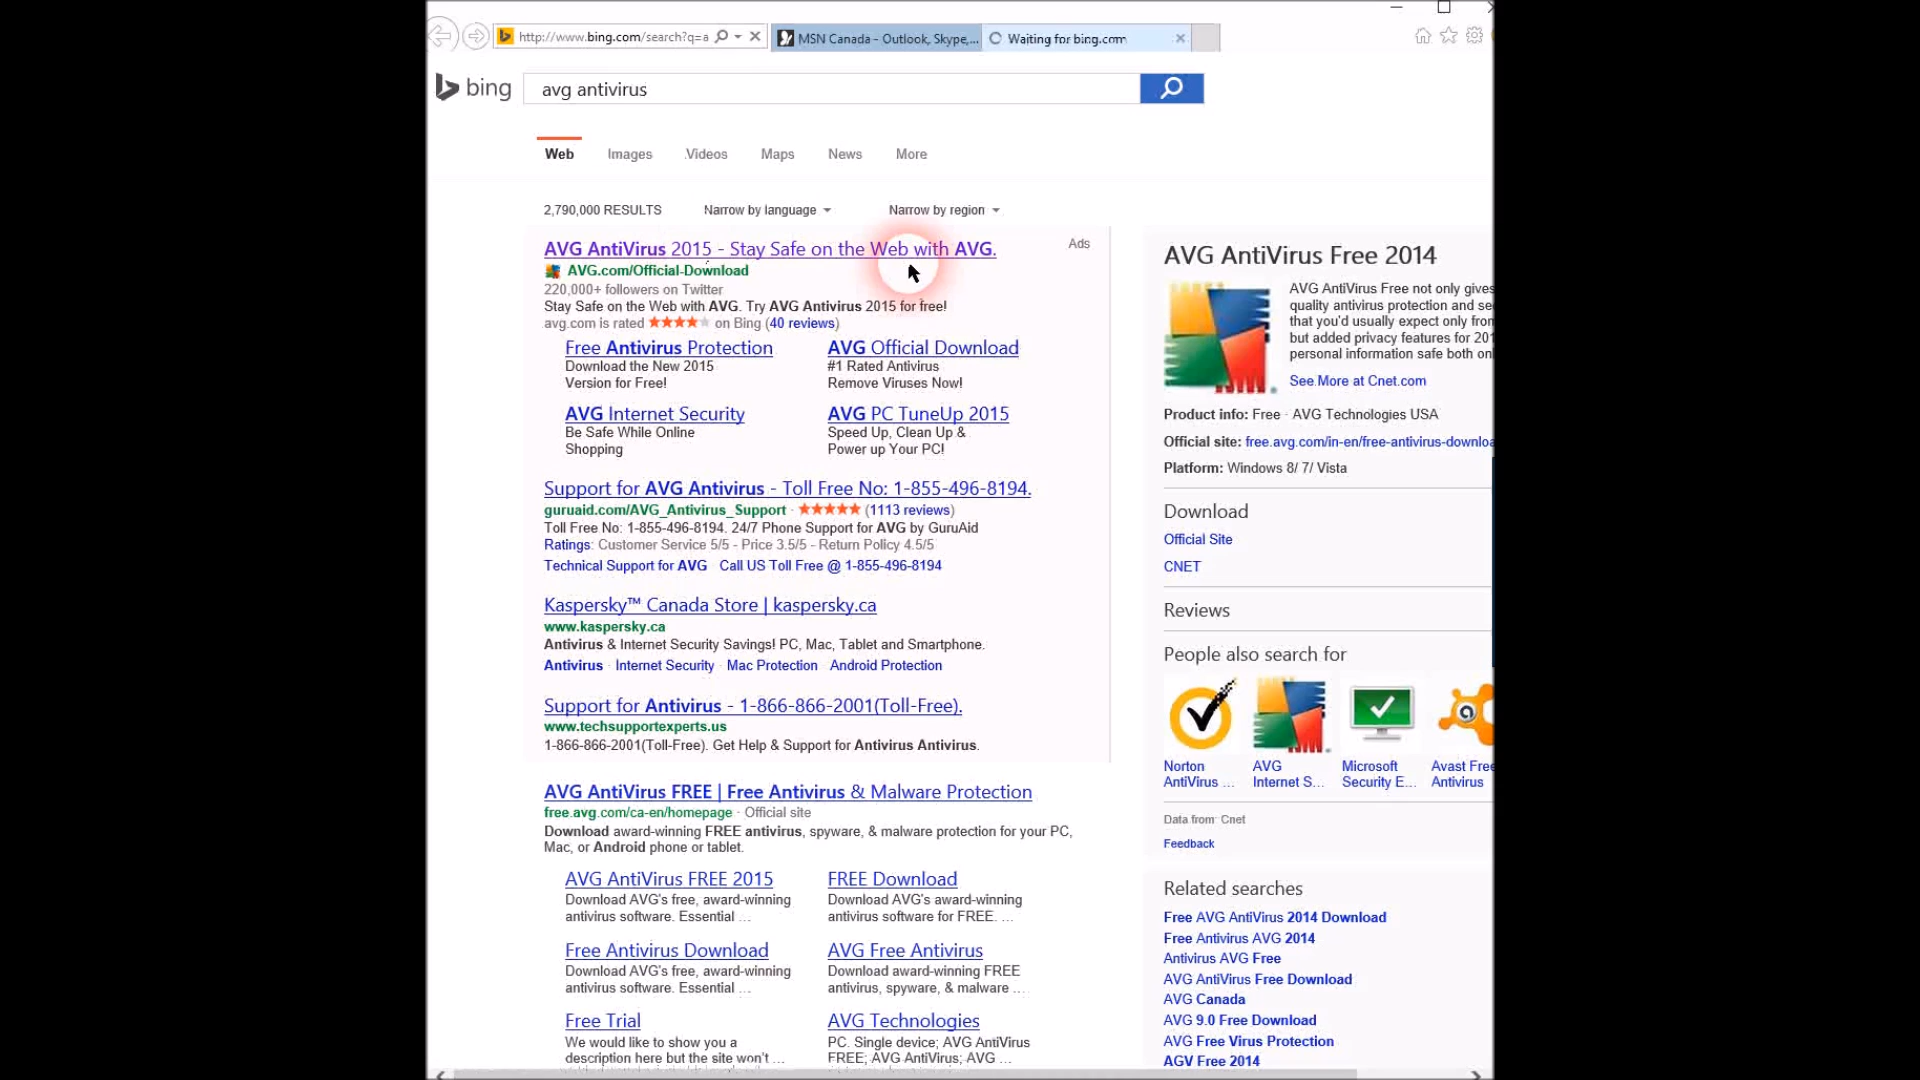 http://www.bing.com/search?q=a
MSN Canada - Outlook, Skype,...
Waiting for bing.com
bing
avg antivirus
Web
Images
Videos
Maps
News
More
2,790,000 RESULTS
Narrow by language
Narrow by region
AVG AntiVirus 2015 - Stay Safe on the Web with AVG.
Ads
AVG.com/Official-Download
220,000+ followers on Twitter
Stay Safe on the Web with AVG. Try AVG Antivirus 2015 for free!
avg.com is rated on Bing (40 reviews)
Free Antivirus Protection
Download the New 2015
Version for Free!
AVG Official Download
#1 Rated Antivirus
Remove Viruses Now!
AVG Internet Security
Be Safe While Online
Shopping
AVG PC TuneUp 2015
Speed Up, Clean Up &
Power up Your PC!
Support for AVG Antivirus - Toll Free No: 1-855-496-8194.
guruaid.com/AVG_Antivirus_Support · (1113 reviews)
Toll Free No: 1-855-496-8194. 24/7 Phone Support for AVG by GuruAid
Ratings: Customer Service 5/5 - Price 3.5/5 - Return Policy 4.5/5
Technical Support for AVG · Call US Toll Free @ 1-855-496-8194
Kaspersky™ Canada Store | kaspersky.ca
www.kaspersky.ca
Antivirus & Internet Security Savings! PC, Mac, Tablet and Smartphone.
Antivirus · Internet Security · Mac Protection · Android Protection
Support for Antivirus - 1-866-866-2001(Toll-Free).
www.techsupportexperts.us
1-866-866-2001(Toll-Free). Get Help & Support for Antivirus Antivirus.
AVG AntiVirus FREE | Free Antivirus & Malware Protection
free.avg.com/ca-en/homepage · Official site
Download award-winning FREE antivirus, spyware, & malware protection for your PC,
Mac, or Android phone or tablet.
AVG AntiVirus FREE 2015
Download AVG's free, award-winning
antivirus software. Essential ...
FREE Download
Download AVG's award-winning
antivirus software for FREE. ...
Free Antivirus Download
Download AVG's free, award-winning
antivirus software. Essential ...
AVG Free Antivirus
Download award-winning FREE
antivirus, spyware, & malware ...
Free Trial
We would like to show you a
description here but the site won't ...
AVG Technologies
PC. Single device; AVG AntiVirus
FREE; AVG AntiVirus; AVG ...
AVG AntiVirus Free 2014
AVG AntiVirus Free not only gives
quality antivirus protection and se
that you'd usually expect only from
but added privacy features for 20
personal information safe both on
See More at Cnet.com
Product info: Free · AVG Technologies USA
Official site: free.avg.com/in-en/free-antivirus-downloa
Platform: Windows 8/ 7/ Vista
Download
Official Site
CNET
Reviews
People also search for
Norton
AntiVirus ...
AVG
Internet S...
Microsoft
Security E...
Avast Free
Antivirus
Data from: Cnet
Feedback
Related searches
Free AVG AntiVirus 2014 Download
Free Antivirus AVG 2014
Antivirus AVG Free
AVG AntiVirus Free Download
AVG Canada
AVG 9.0 Free Download
AVG Free Virus Protection
AGV Free 2014